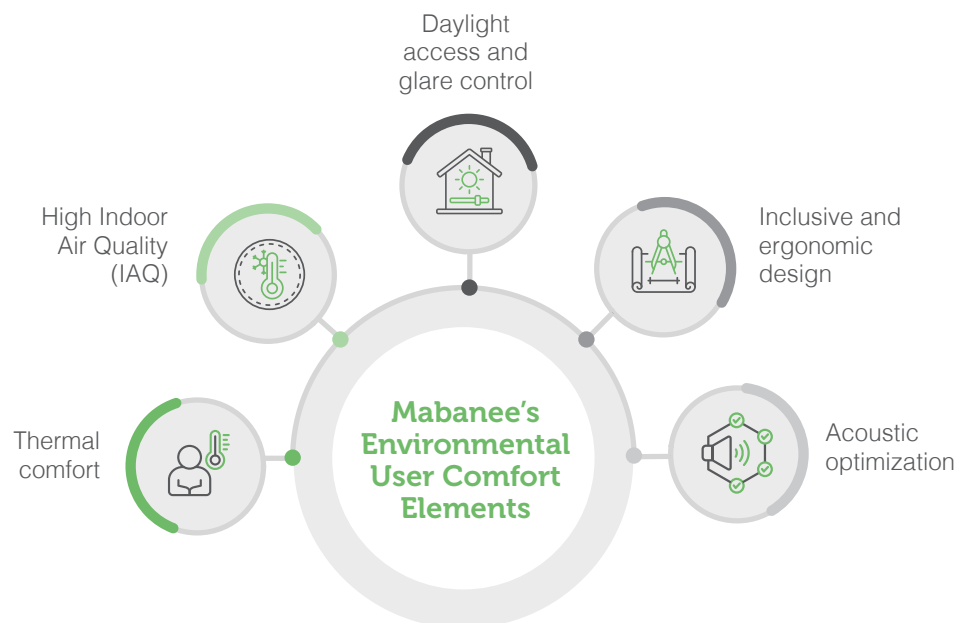 Daylight
access and
glare control
High Indoor
Air Quality
(IAQ)
Inclusive and
ergonomic
design
Thermal
comfort
Mabanee's
Environmental
User Comfort
Elements
Acoustic
optimization